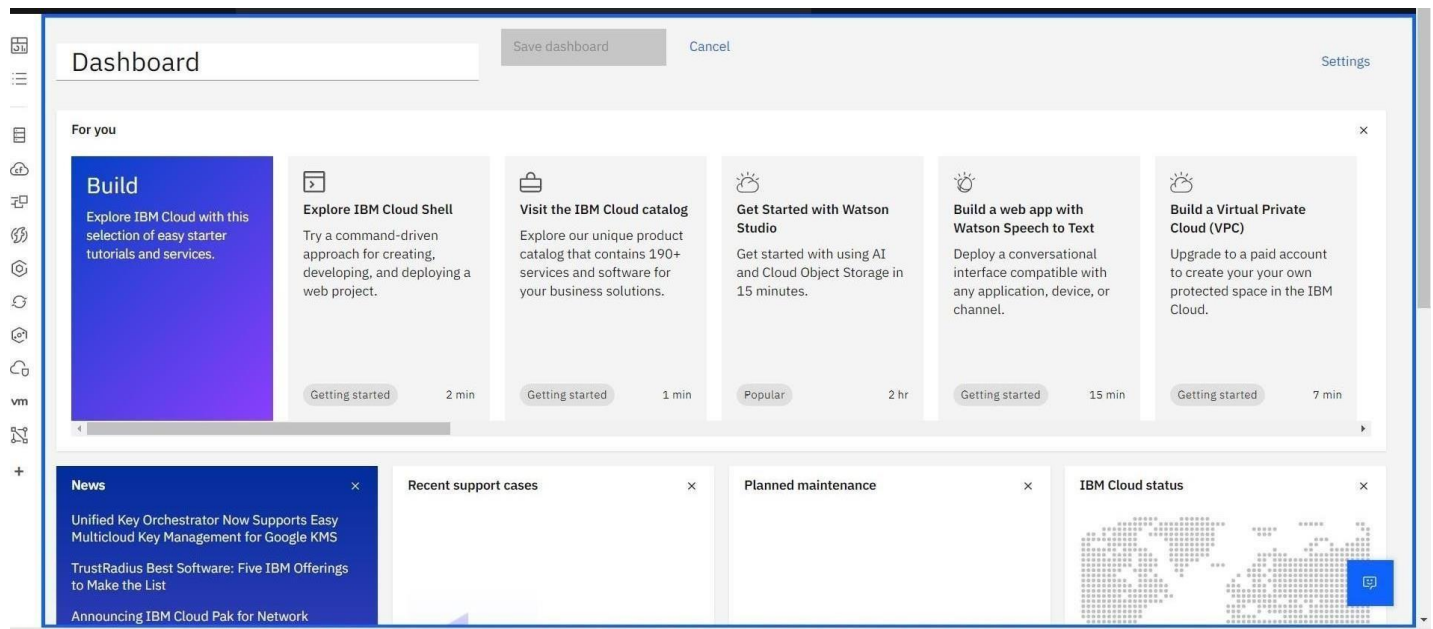 Dashboard
Save dashboard
Cancel
Settings
For you
Build
Explore IBM Cloud with this
selection of easy starter
tutorials and services.
Explore IBM Cloud Shell
Try a command-driven
approach for creating,
developing, and deploying a
web project.
Getting started
2 min
Visit the IBM Cloud catalog
Explore our unique product
catalog that contains 190+
services and software for
your business solutions.
Getting started
1 min
Get Started with Watson
Studio
Get started with using AI
and Cloud Object Storage in
15 minutes.
Popular
2 hr
Build a web app with
Watson Speech to Text
Deploy a conversational
interface compatible with
any application, device, or
channel.
Getting started
15 min
Build a Virtual Private
Cloud (VPC)
Upgrade to a paid account
to create your your own
protected space in the IBM
Cloud.
Getting started
7 min
cf
vm
News
Unified Key Orchestrator Now Supports Easy
Multicloud Key Management for Google KMS
TrustRadius Best Software: Five IBM Offerings
to Make the List
Announcing IBM Cloud Pak for Network
Recent support cases
Planned maintenance
IBM Cloud status